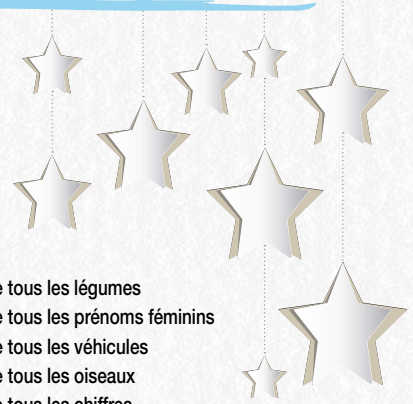 tous les légumes
tous les prénoms féminins
tous les véhicules
tous les oiseaux
tous les chiffres